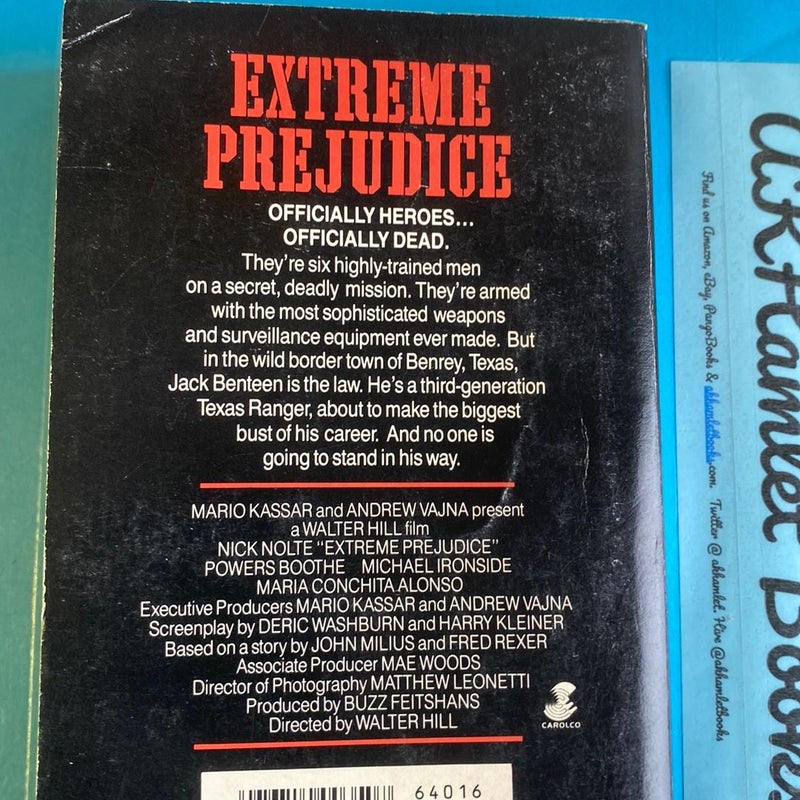 EXTREME
PREJUDICE
OFFICIALLY HEROES...
OFFICIALLY DEAD.
They're six highly-trained men
on a secret, deadly mission. They're armed
with the most sophisticated weapons
and surveillance equipment ever made. But
in the wild border town of Benrey, Texas,
Jack Benteen is the law. He's a third-generation
Texas Ranger, about to make the biggest
bust of his career. And no one is
going to stand in his way.
MARIO KASSAR and ANDREW VAJNA present
a WALTER HILL film
NICK NOLTE "EXTREME PREJUDICE"
POWERS BOOTHE MICHAEL IRONSIDE
MARIA CONCHITA ALONSO
Executive Producers MARIO KASSAR and ANDREW VAJNA
Screenplay by DERIC WASHBURN and HARRY KLEINER
Based on a story by JOHN MILIUS and FRED REXER
Associate Producer MAE WOODS
Director of Photography MATTHEW LEONETTI
Produced by BUZZ FEITSHANS
Directed by WALTER HILL
CAROLCO
64016
a.k.Hamlet Books
Find us on Amazon, eBay, PangoBooks & akhamletbooks.com. Twitter @ akhamlet. Hive @akhamletbooks